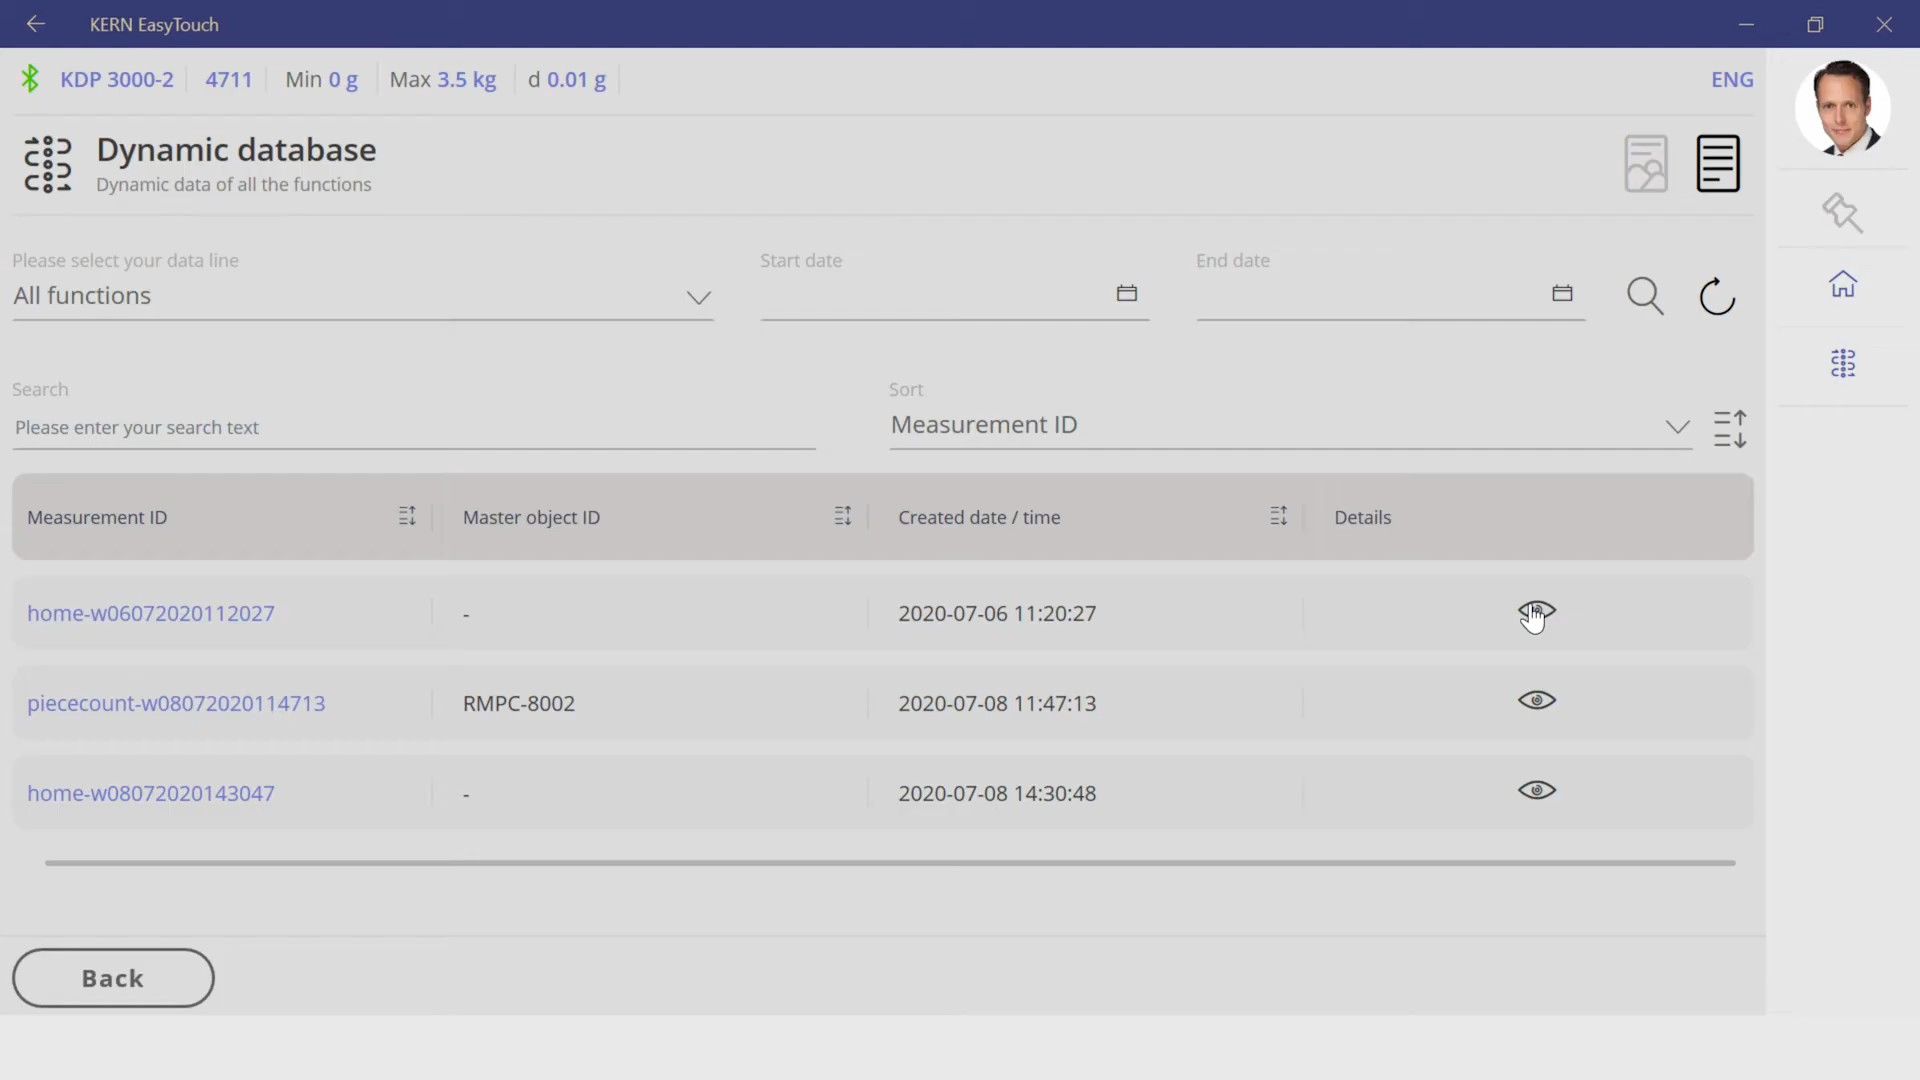 KERN EasyTouch
KDP 3000-2 4711 Min 0 g Max 3.5 kg d 0.01 g ENG
Dynamic database
Dynamic data of all the functions
Please select your data line Start date End date
All functions
Search Sort
Please enter your search text Measurement ID
Measurement ID Master object ID Created date / time Details
home-w06072020112027 - 2020-07-06 11:20:27
piececount-w08072020114713 RMPC-8002 2020-07-08 11:47:13
home-w08072020143047 - 2020-07-08 14:30:48
Back